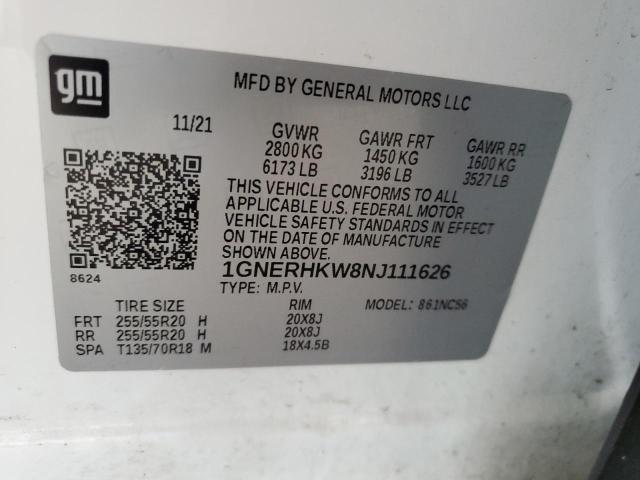 gm
MFD BY GENERAL MOTORS LLC
11/21
GVWR
2800 KG
6173 LB
GAWR FRT
1450 KG
3196 LB
GAWR RR
1600 KG
3527 LB
THIS VEHICLE CONFORMS TO ALL
APPLICABLE U.S. FEDERAL MOTOR
VEHICLE SAFETY STANDARDS IN EFFECT
ON THE DATE OF MANUFACTURE
SHOWN ABOVE.
8624
1GNERHKW8NJ111626
TYPE: M.P.V.
MODEL: 861NC56
TIRE SIZE RIM
FRT 255/55R20 H 20X8J
RR 255/55R20 H 20X8J
SPA T135/70R18 M 18X4.5B